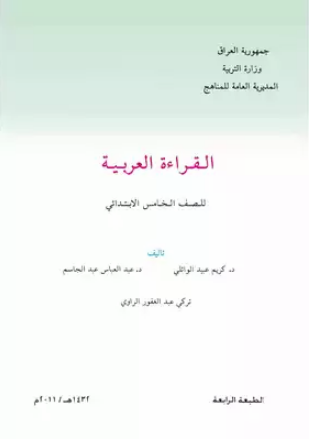 جمهورية العراق
وزارة التربية
المديرية العامة للمناهج
القراءة العربية
للصف الخامس الابتدائي
تأليف
د. كريم عبيد الوائلي د. عبد العباس عبد الجاسم
تركي عبد الغفور الراوي
الطبعة الرابعة
١٤٣٢هـ/٢٠١١م